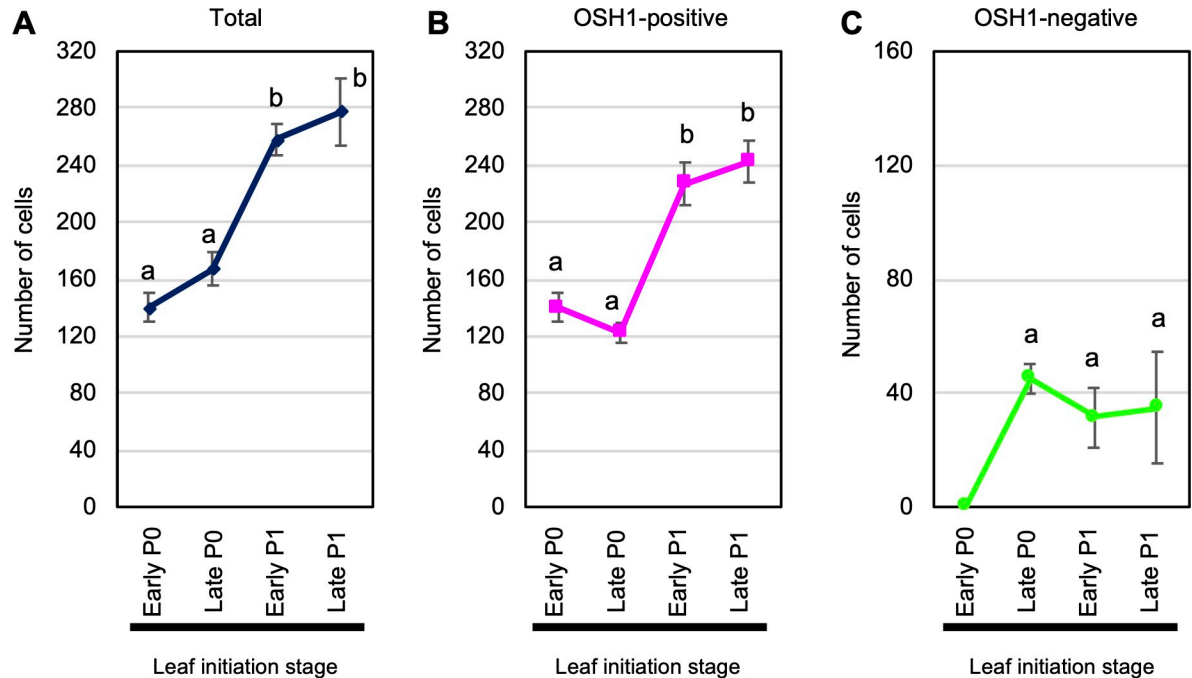 A
Total
320
280
240
200
160
120
80
40
0
Number of cells
a
a
b
b
Early P0
Late P0
Early P1
Late P1
Leaf initiation stage
B
OSH1-positive
320
280
240
200
160
120
80
40
0
Number of cells
a
a
b
b
Early P0
Late P0
Early P1
Late P1
Leaf initiation stage
C
OSH1-negative
160
120
80
40
0
Number of cells
a
a
a
Early P0
Late P0
Early P1
Late P1
Leaf initiation stage